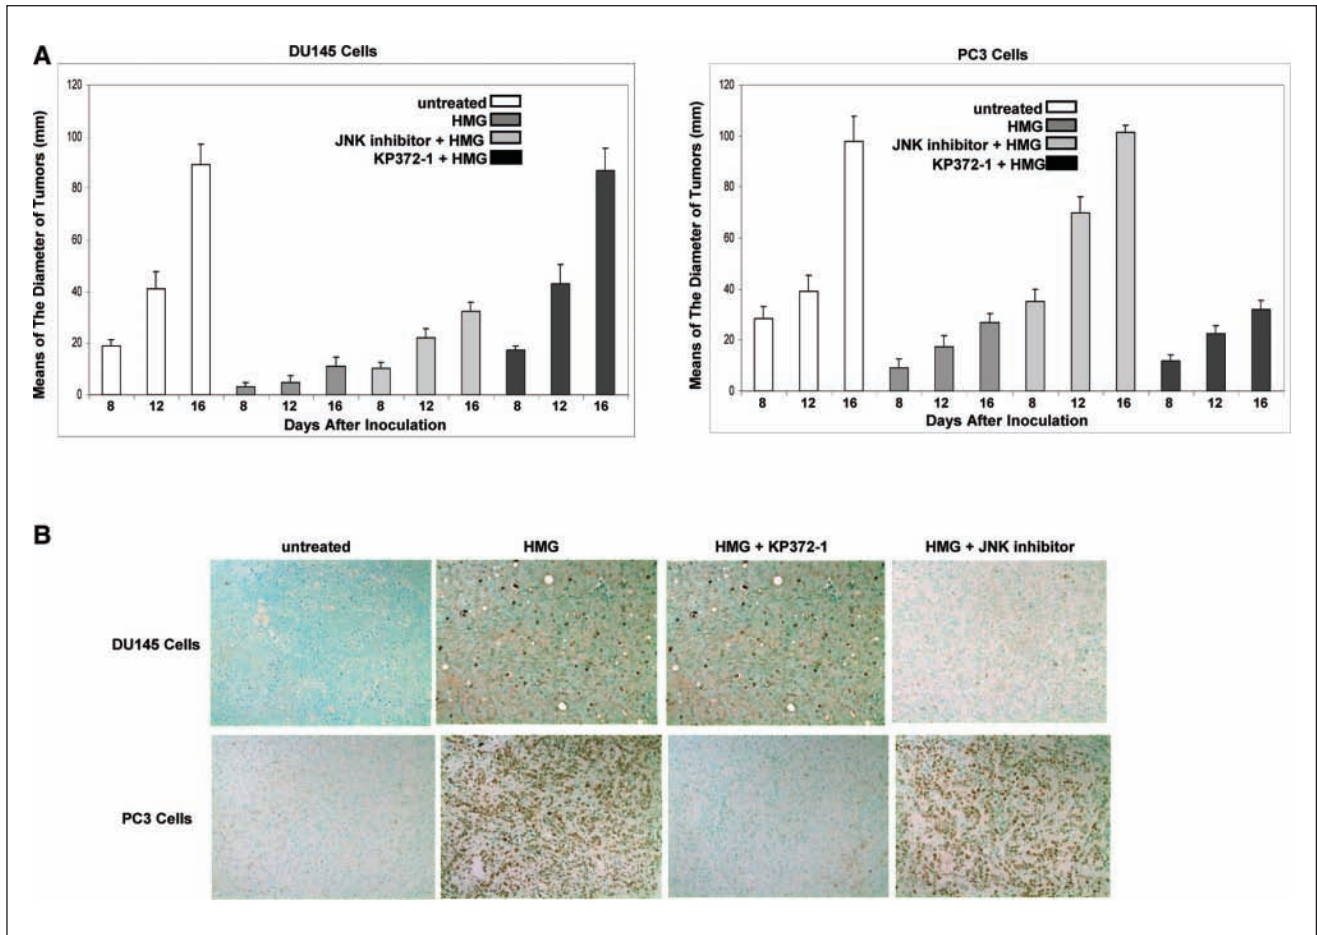 A
DU145 Cells
Means of The Diameter of Tumors (mm)
120
100
80
60
40
20
0
untreated
HMG
JNK inhibitor + HMG
KP372-1 + HMG
8 12 16 8 12 16 8 12 16 8 12 16
Days After Inoculation
PC3 Cells
Means of The Diameter of Tumors (mm)
120
100
80
60
40
20
0
untreated
HMG
JNK inhibitor + HMG
KP372-1 + HMG
8 12 16 8 12 16 8 12 16 8 12 16
Days After Inoculation
B
untreated HMG HMG + KP372-1 HMG + JNK inhibitor
DU145 Cells
PC3 Cells